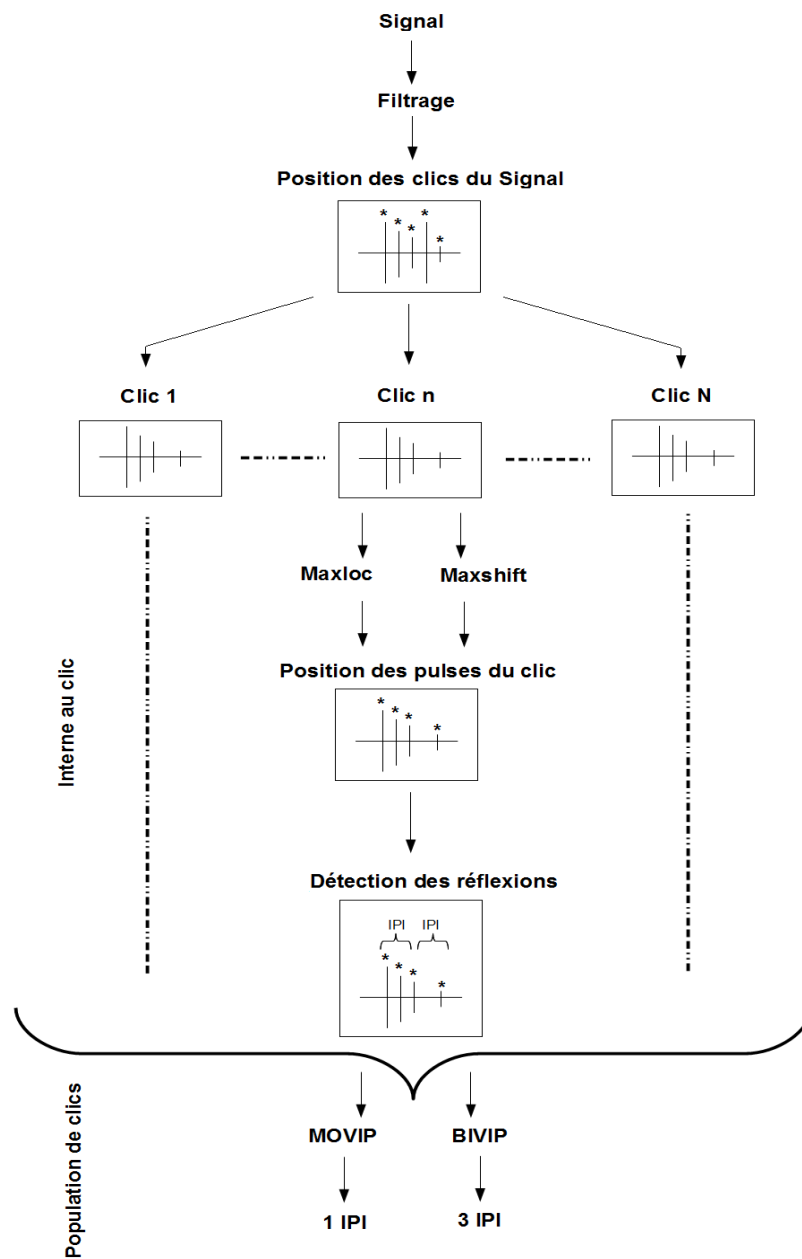 Signal
Filtrage
Position des clics du Signal
* * * * *
Clic 1
Clic n
Clic N
Maxloc
Maxshift
Position des pulses du clic
* * * *
Interne au clic
Détection des réflexions
IPI
IPI
* * * *
Population de clics
MOVIP
BIVIP
1 IPI
3 IPI